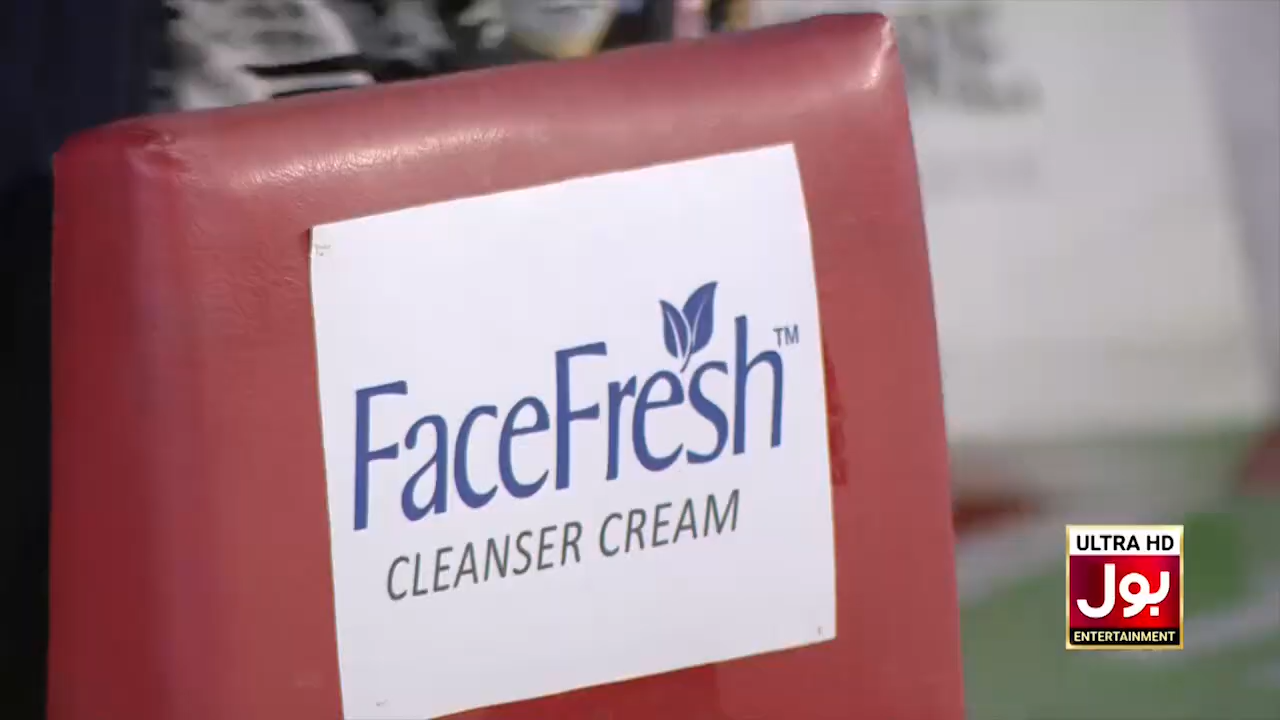 FaceFresh™
CLEANSER CREAM
ULTRA HD
بول
ENTERTAINMENT